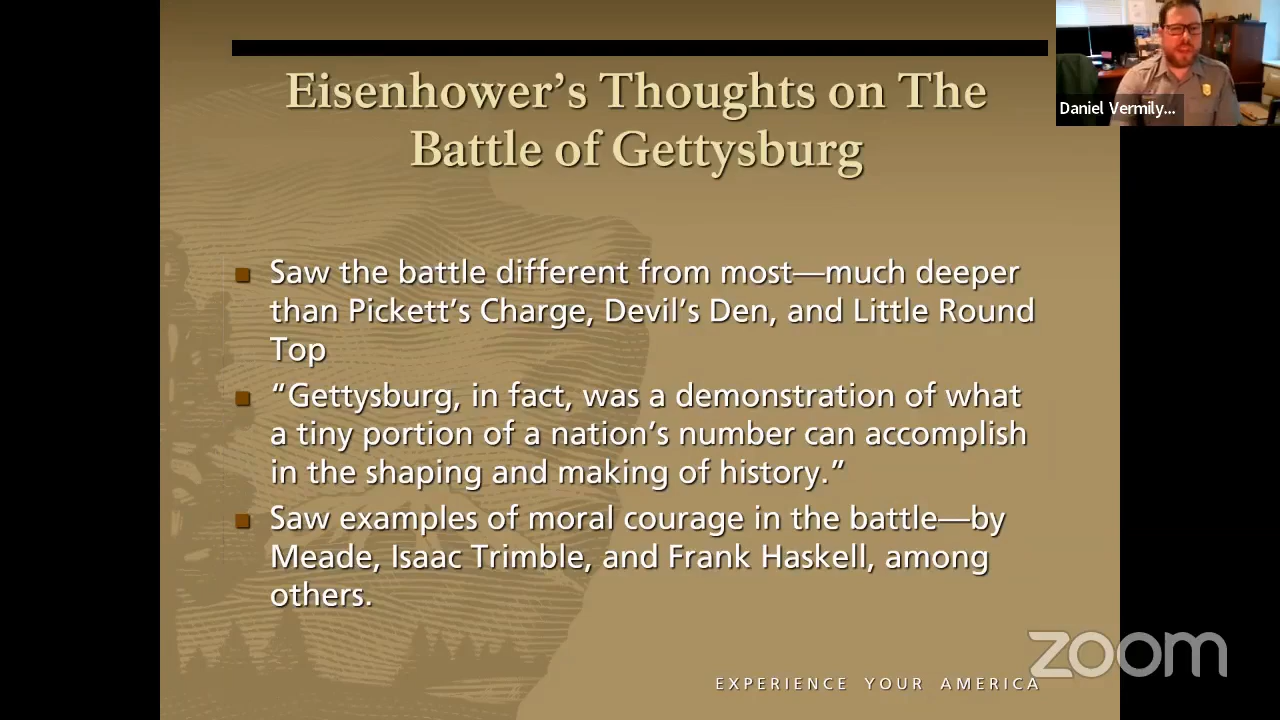 Eisenhower's Thoughts on The
Battle of Gettysburg
Daniel Vermily...
Saw the battle different from most—much deeper
than Pickett's Charge, Devil's Den, and Little Round
Top
"Gettysburg, in fact, was a demonstration of what
a tiny portion of a nation's number can accomplish
in the shaping and making of history."
Saw examples of moral courage in the battle—by
Meade, Isaac Trimble, and Frank Haskell, among
others.
zoom
EXPERIENCE YOUR AMERICA